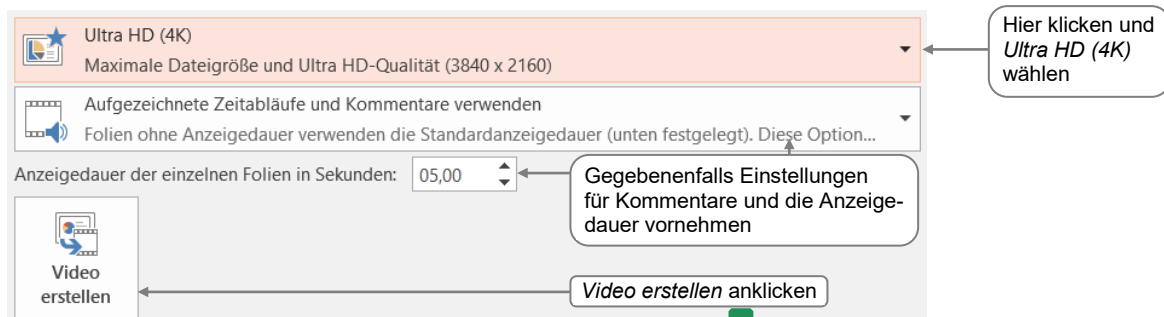 Ultra HD (4K)
Maximale Dateigröße und Ultra HD-Qualität (3840 x 2160)
Hier klicken und
Ultra HD (4K)
wählen
Aufgezeichnete Zeitabläufe und Kommentare verwenden
Folien ohne Anzeigedauer verwenden die Standardanzeigedauer (unten festgelegt). Diese Option...
Anzeigedauer der einzelnen Folien in Sekunden: 05,00
Gegebenenfalls Einstellungen
für Kommentare und die Anzeige-
dauer vornehmen
Video
erstellen
Video erstellen anklicken